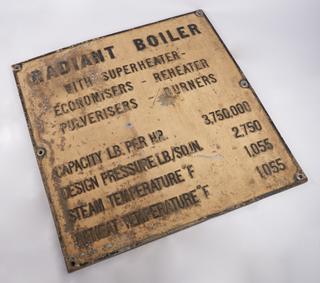 RADIANT BOILER
WITH SUPERHEATER-
ECONOMISERS - REHEATER
PULVERISERS - BURNERS
CAPACITY LB. PER HR. 3,750,000
DESIGN PRESSURE LB/SQ.IN. 2,750
STEAM TEMPERATURE °F 1,055
REHEAT TEMPERATURE °F 1,055